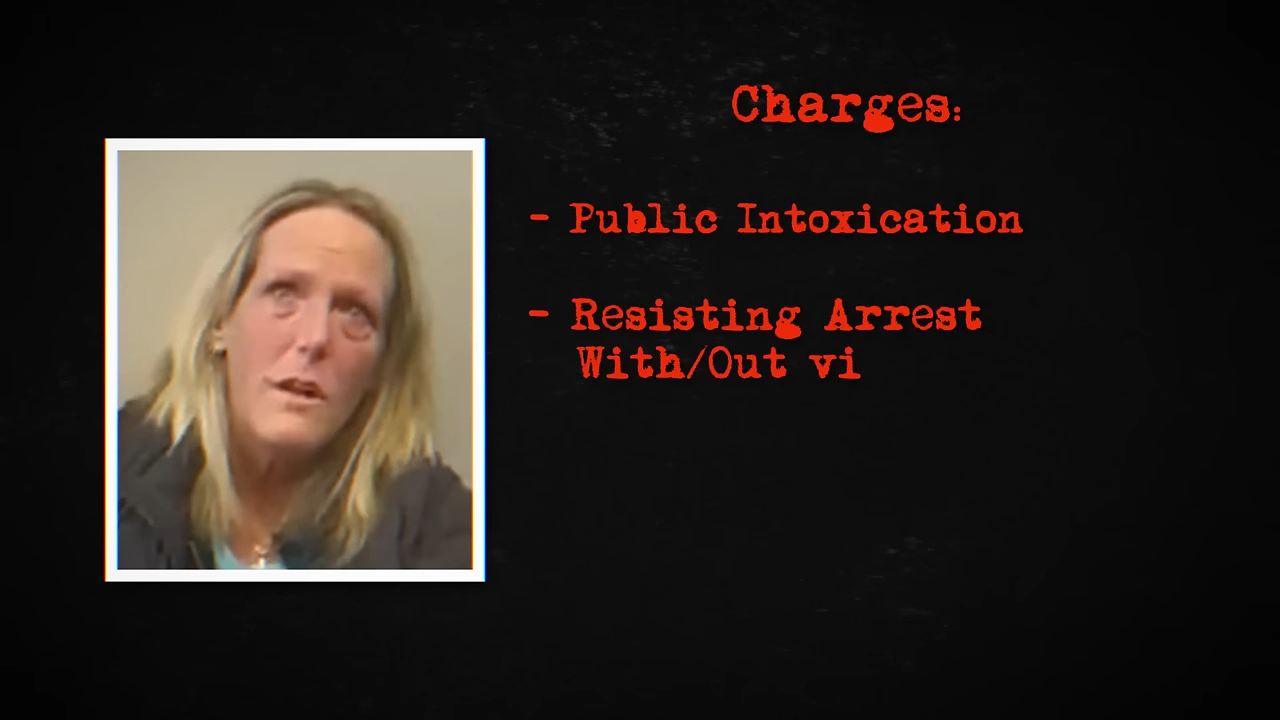 Charges:
- Public Intoxication
- Resisting Arrest
With/Out vi